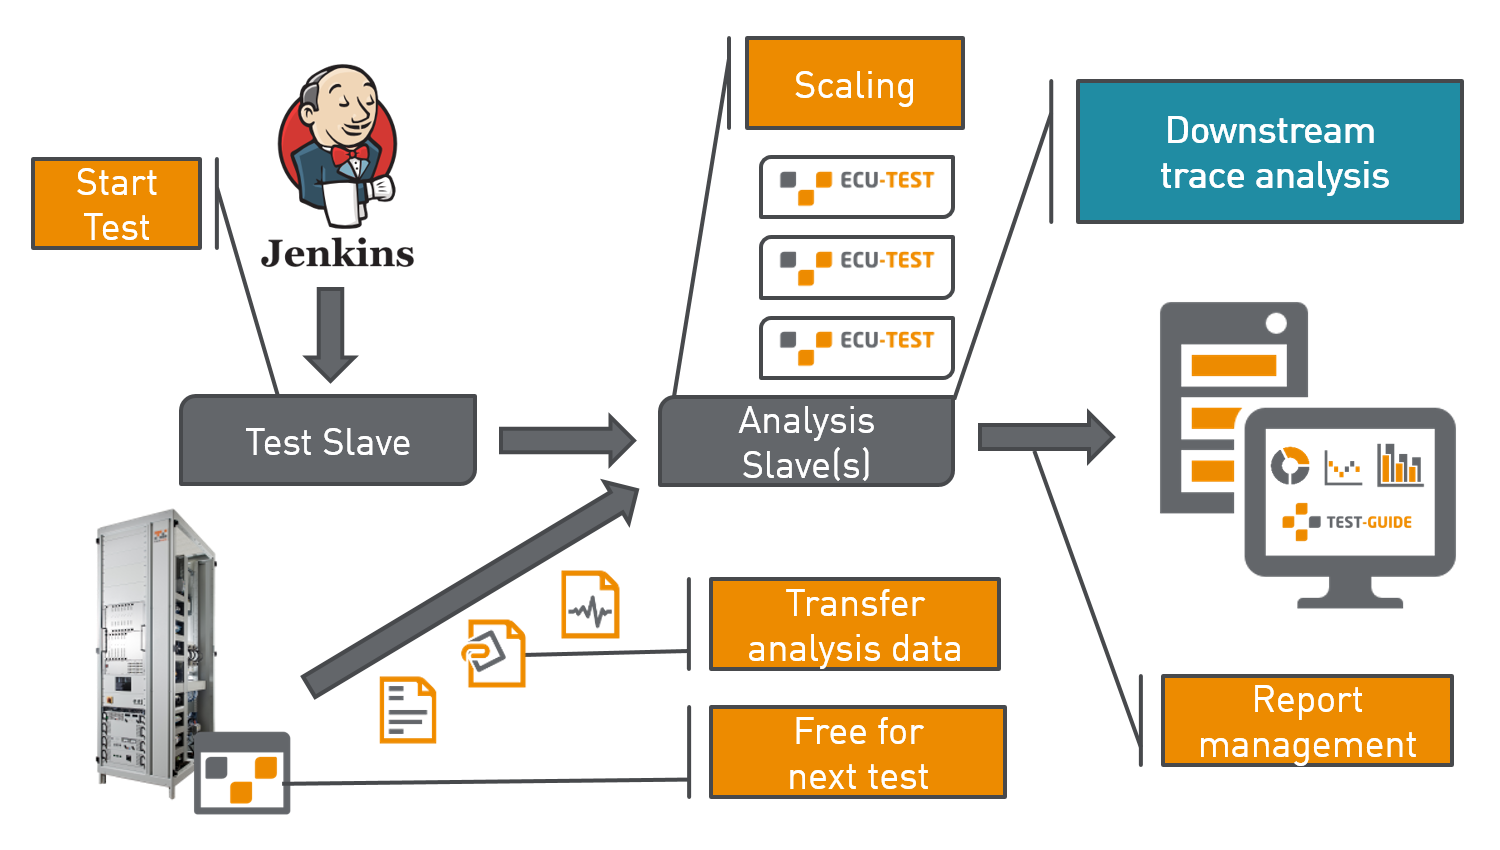 Start
Test
Jenkins
Test Slave
Scaling
ECU-TEST
ECU-TEST
ECU-TEST
Analysis
Slave(s)
Downstream
trace analysis
TEST-GUIDE
Transfer
analysis data
Free for
next test
Report
management